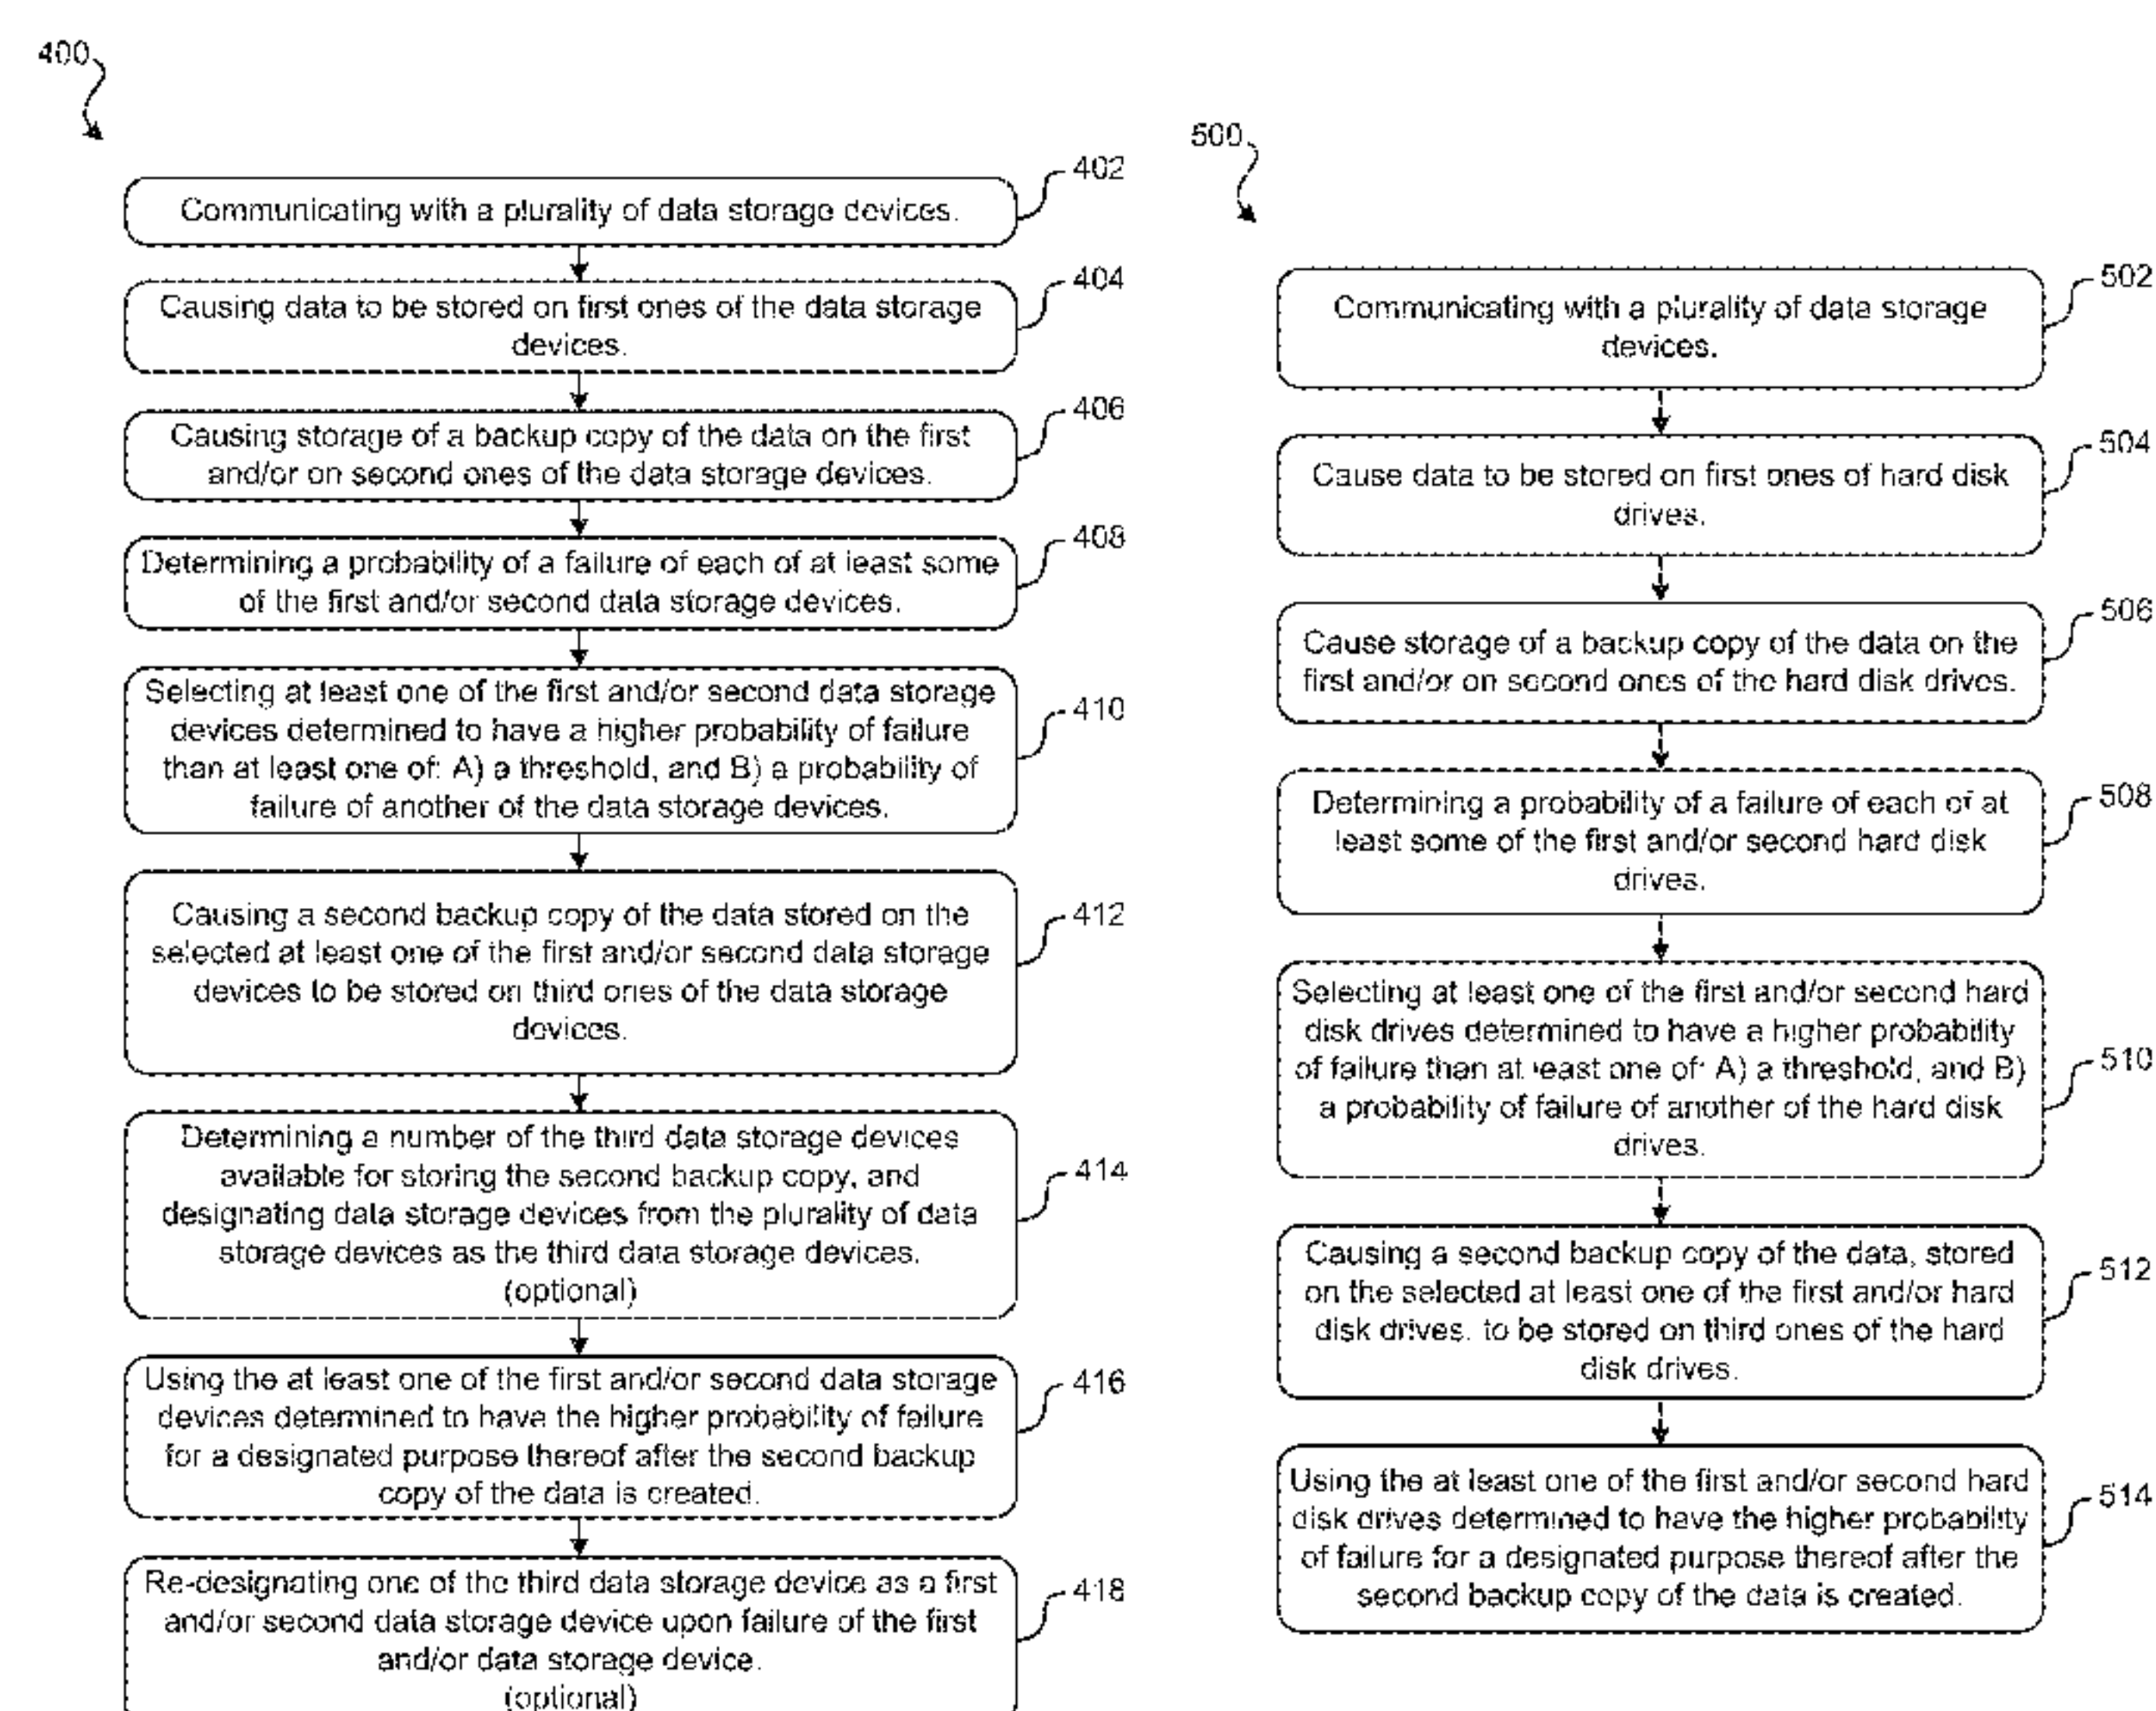 400
402
Communicating with a plurality of data storage devices.
404
Causing data to be stored on first ones of the data storage
devices.
406
Causing storage of a backup copy of the data on the first
and/or on second ones of the data storage devices.
408
Determining a probability of a failure of each of at least some
of the first and/or second data storage devices.
Selecting at least one of the first and/or second data storage
devices determined to have a higher probability of failure
410
than at least one of: A) a threshold, and B) a probability of
failure of another of the data storage devices.
Causing a second backup copy of the data stored on the
412
selected at least one of the first and/or second data storage
devices to be stored on third ones of the data storage
devices.
Determining a number of the third data storage devices
available for storing the second backup copy, and
414
designating data storage devices from the plurality of data
storage devices as the third data storage devices.
(optional)
Using the at least one of the first and/or second data storage
416
devices determined to have the higher probability of failure
for a designated purpose thereof after the second backup
copy of the data is created.
Re-designating one of the third data storage device as a first
418
and/or second data storage device upon failure of the first
and/or data storage device.
(optional)
500
502
Communicating with a plurality of data storage
devices.
504
Cause data to be stored on first ones of hard disk
drives.
506
Cause storage of a backup copy of the data on the
first and/or on second ones of the hard disk drives.
508
Determining a probability of a failure of each of at
least some of the first and/or second hard disk
drives.
Selecting at least one of the first and/or second hard
disk drives determined to have a higher probability
510
of failure than at least one of: A) a threshold, and B)
a probability of failure of another of the hard disk
drives.
Causing a second backup copy of the data, stored
512
on the selected at least one of the first and/or hard
disk drives, to be stored on third ones of the hard
disk drives.
Using the at least one of the first and/or second hard
514
disk drives determined to have the higher probability
of failure for a designated purpose thereof after the
second backup copy of the data is created.